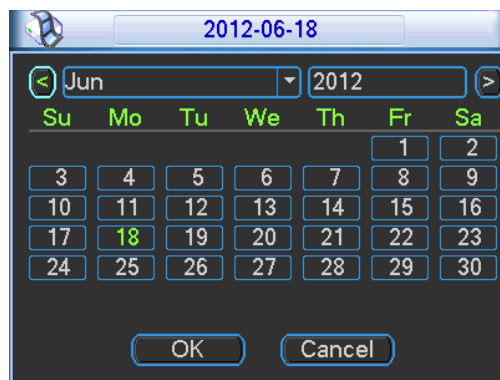 2012-06-18
< Jun 2012 >
Su Mo Tu We Th Fr Sa
1 2
3 4 5 6 7 8 9
10 11 12 13 14 15 16
17 18 19 20 21 22 23
24 25 26 27 28 29 30
OK Cancel